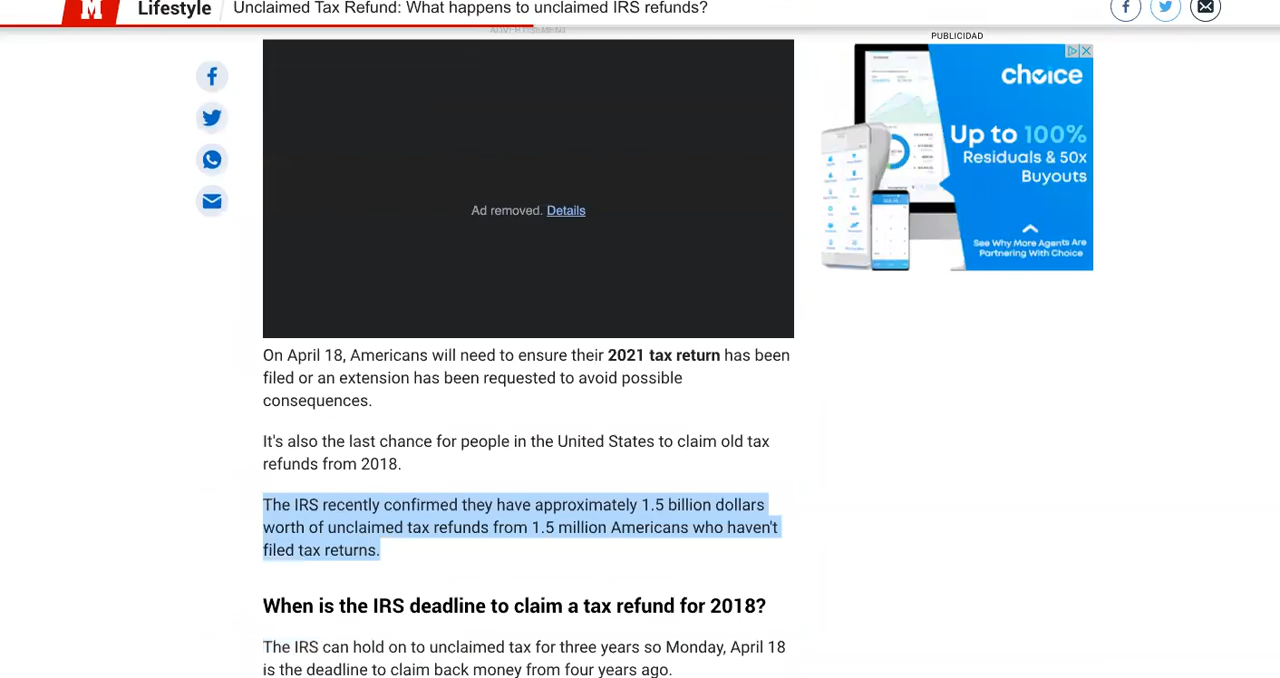 M Lifestyle Unclaimed Tax Refund: What happens to unclaimed IRS refunds?
ADVERTISEMENT
PUBLICIDAD
choice
Up to 100%
Residuals & 50x
Buyouts
See Why More Agents Are
Partnering With Choice
Ad removed. Details
On April 18, Americans will need to ensure their 2021 tax return has been
filed or an extension has been requested to avoid possible
consequences.
It's also the last chance for people in the United States to claim old tax
refunds from 2018.
The IRS recently confirmed they have approximately 1.5 billion dollars
worth of unclaimed tax refunds from 1.5 million Americans who haven't
filed tax returns.
When is the IRS deadline to claim a tax refund for 2018?
The IRS can hold on to unclaimed tax for three years so Monday, April 18
is the deadline to claim back money from four years ago.